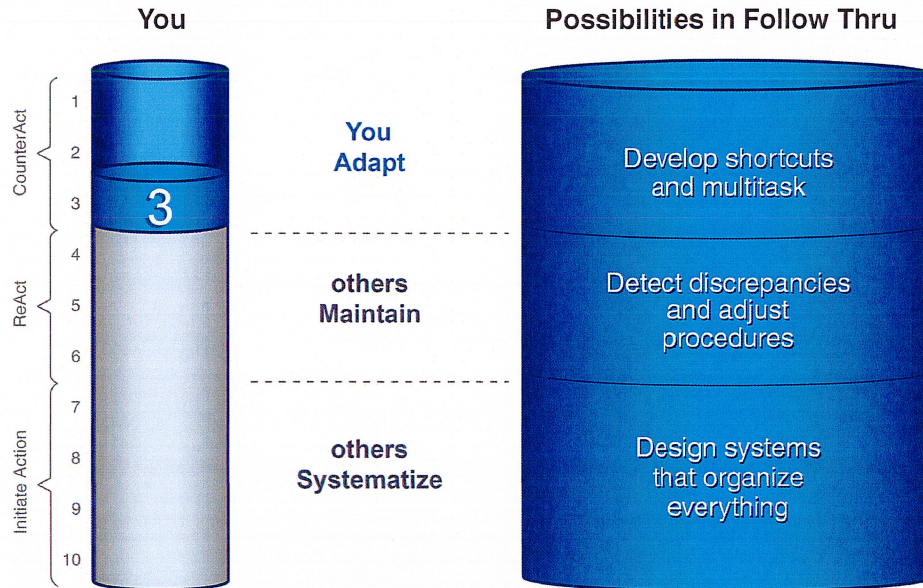 You
Possibilities in Follow Thru
CounterAct
1
2
3
3
You
Adapt
Develop shortcuts
and multitask
ReAct
4
5
6
others
Maintain
Detect discrepancies
and adjust
procedures
Initiate Action
7
8
9
10
others
Systematize
Design systems
that organize
everything